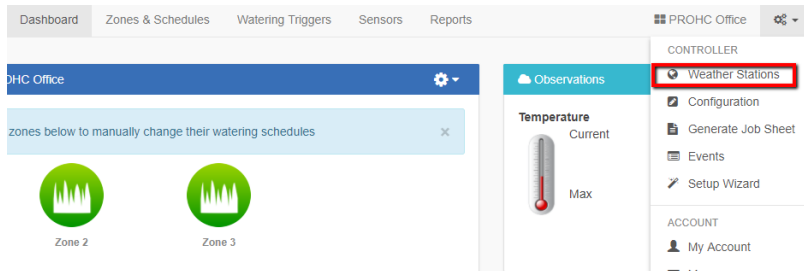 Dashboard Zones & Schedules Watering Triggers Sensors Reports PROHC Office
CONTROLLER
Weather Stations
Configuration
Generate Job Sheet
Events
Setup Wizard
ACCOUNT
My Account
OHC Office
zones below to manually change their watering schedules ×
Zone 2 Zone 3
Observations
Temperature
Current
Max